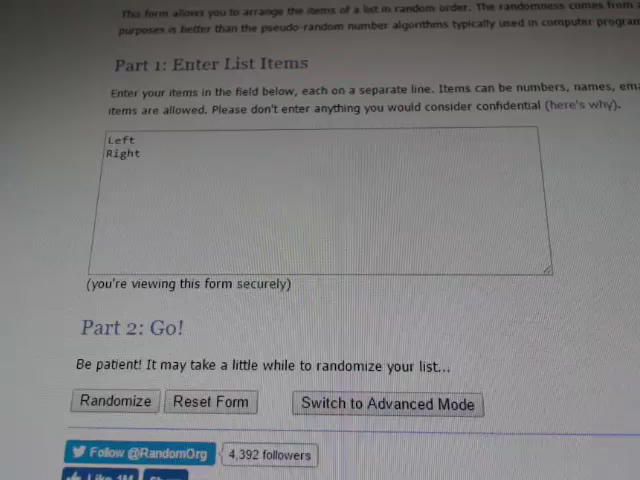 This form allows you to arrange the items of a list in random order. The randomness comes from a
purposes is better than the pseudo-random number algorithms typically used in computer program
Part 1: Enter List Items
Enter your items in the field below, each on a separate line. Items can be numbers, names, ema
items are allowed. Please don't enter anything you would consider confidential (here's why).
Left
Right
(you're viewing this form securely)
Part 2: Go!
Be patient! It may take a little while to randomize your list...
Randomize Reset Form Switch to Advanced Mode
Follow @RandomOrg 4,392 followers
Like 1M Share